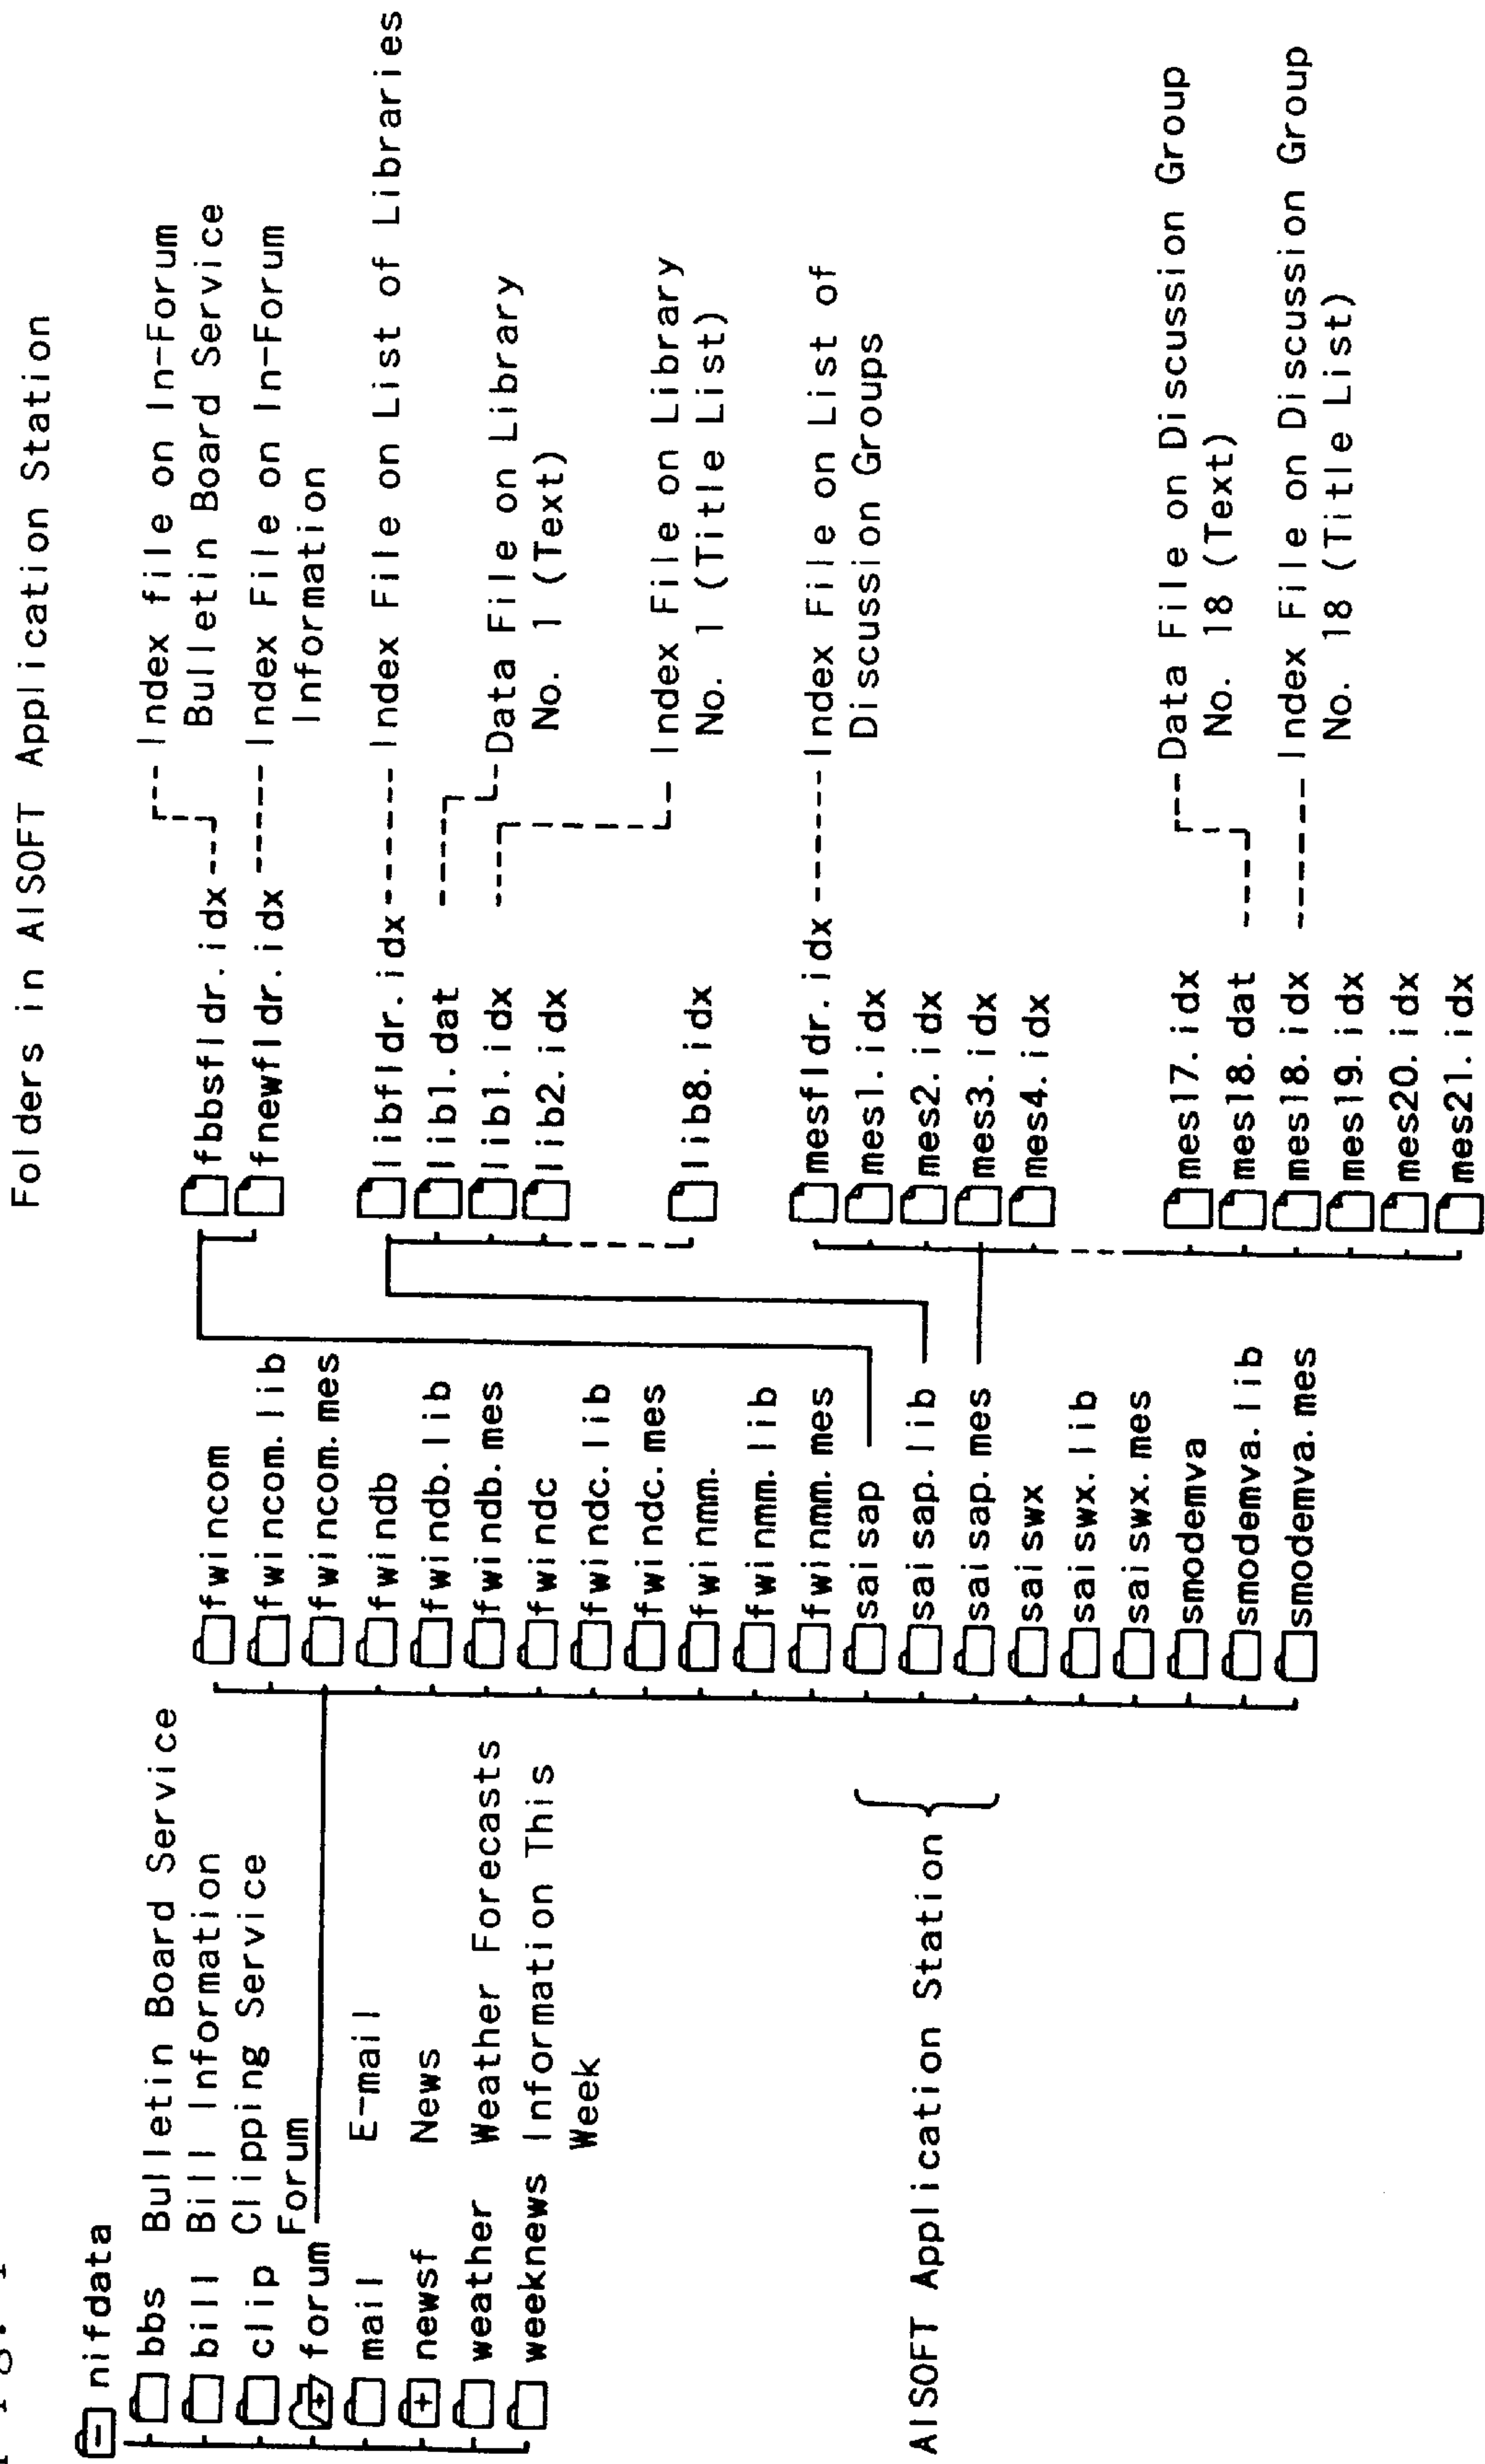 Folders in AISOFT Application Station
nifdata
bbs Bulletin Board Service
bill Bill Information
clip Clipping Service
forum Forum
mail E-mail
newsf News
weather Weather Forecasts
weeknews Information This
Week
AISOFT Application Station
fwincom
fwincom.lib
fwincom.mes
fwindb
fwindb.lib
fwindb.mes
fwindc
fwindc.lib
fwindc.mes
fwinmm.
fwinmm.lib
fwinmm.mes
saisap
saisap.lib
saisap.mes
saiswx
saiswx.lib
saiswx.mes
smodemva
smodemva.lib
smodemva.mes
fbbsfldr.idx
Index file on In-Forum
Bulletin Board Service
fnewfldr.idx
Index File on In-Forum
Information
libfldr.idx
Index File on List of Libraries
lib1.dat
Data File on Library
No. 1 (Text)
lib1.idx
lib2.idx
Index File on Library
No. 1 (Title List)
lib8.idx
mesfldr.idx
Index File on List of
Discussion Groups
mes1.idx
mes2.idx
mes3.idx
mes4.idx
mes17.idx
Data File on Discussion Group
No. 18 (Text)
mes18.dat
mes18.idx
Index File on Discussion Group
No. 18 (Title List)
mes19.idx
mes20.idx
mes21.idx